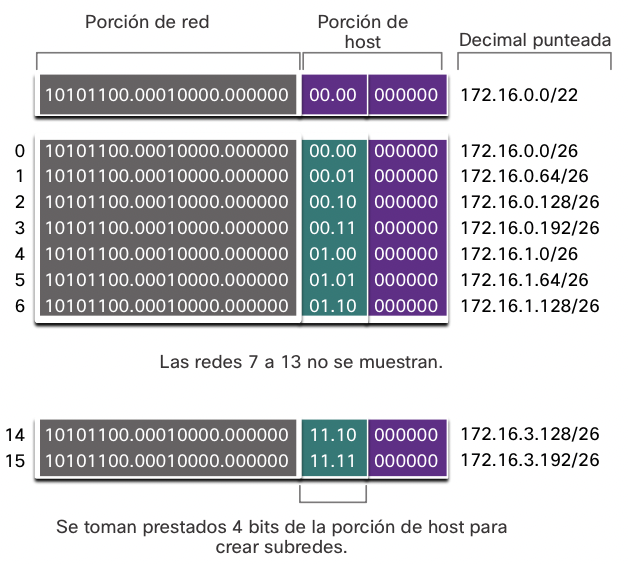 Porción de red
Porción de host
Decimal punteada
10101100.00010000.000000 00.00 000000 172.16.0.0/22
0 10101100.00010000.000000 00.00 000000 172.16.0.0/26
1 10101100.00010000.000000 00.01 000000 172.16.0.64/26
2 10101100.00010000.000000 00.10 000000 172.16.0.128/26
3 10101100.00010000.000000 00.11 000000 172.16.0.192/26
4 10101100.00010000.000000 01.00 000000 172.16.1.0/26
5 10101100.00010000.000000 01.01 000000 172.16.1.64/26
6 10101100.00010000.000000 01.10 000000 172.16.1.128/26
Las redes 7 a 13 no se muestran.
14 10101100.00010000.000000 11.10 000000 172.16.3.128/26
15 10101100.00010000.000000 11.11 000000 172.16.3.192/26
Se toman prestados 4 bits de la porción de host para
crear subredes.